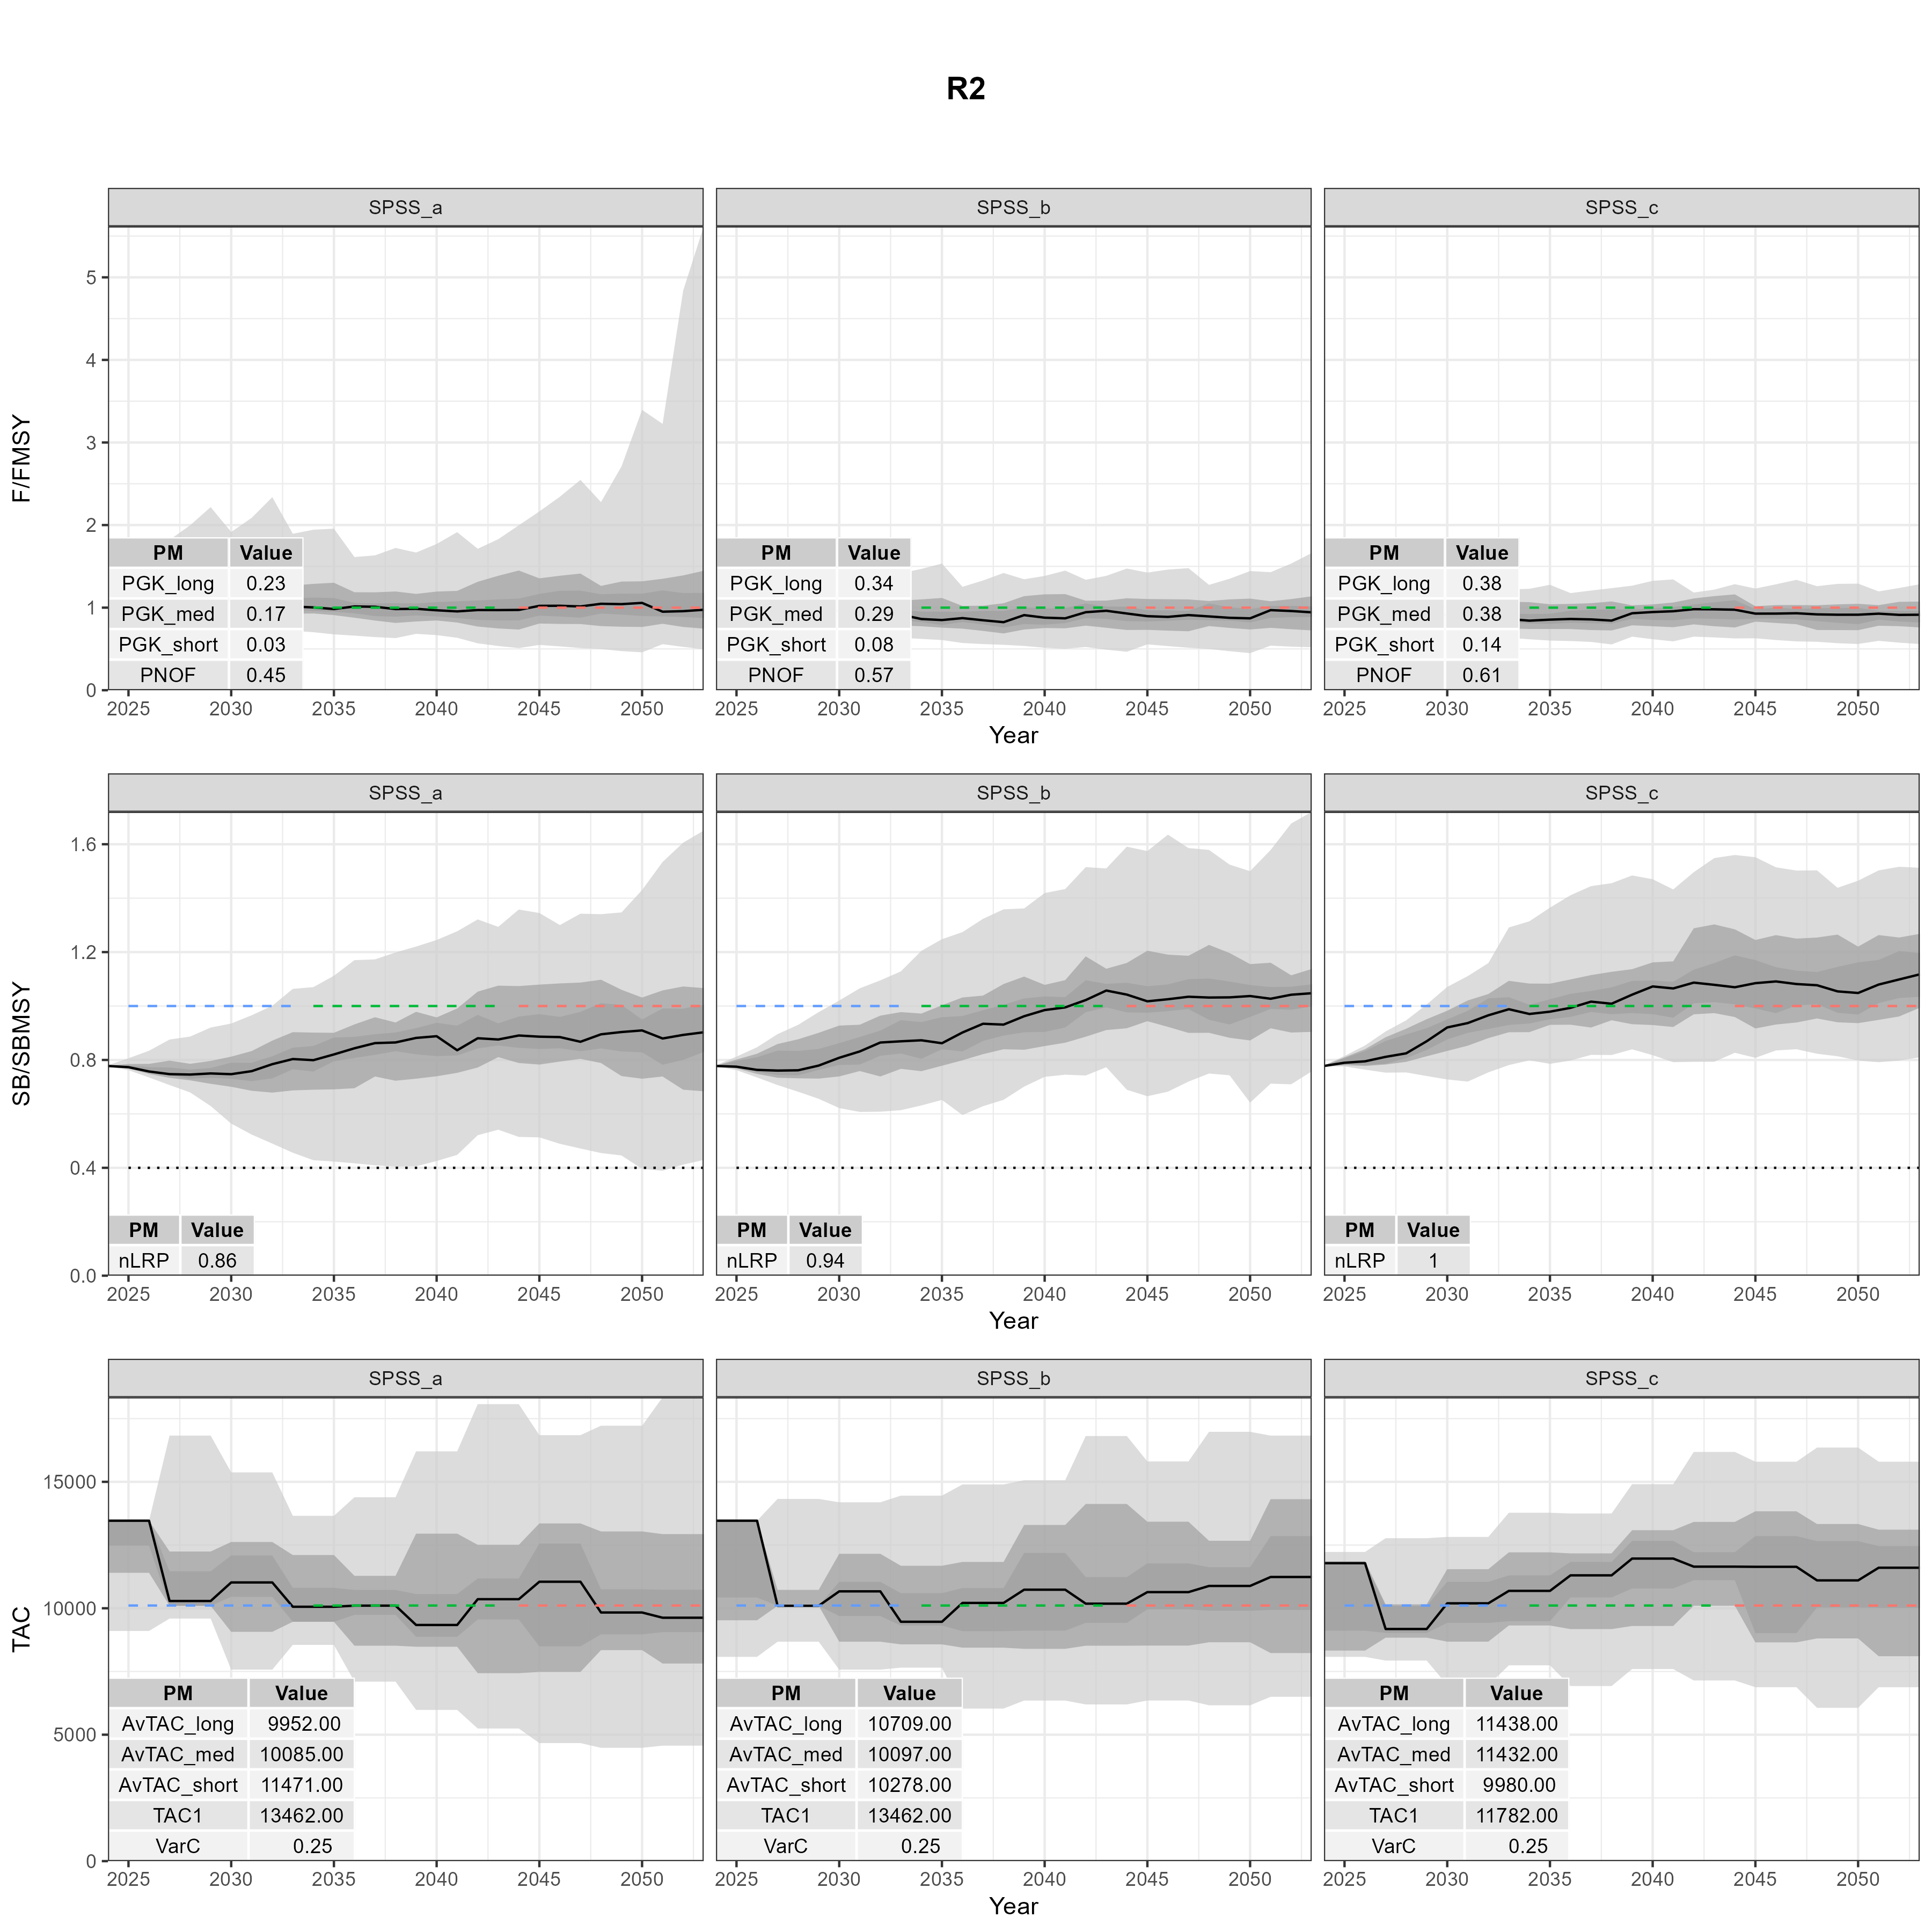 R2
SPSS_a SPSS_b SPSS_c
F/FMSY
5
4
3
2
1
0
PM Value PM Value PM Value
PGK_long 0.23 PGK_long 0.34 PGK_long 0.38
PGK_med 0.17 PGK_med 0.29 PGK_med 0.38
PGK_short 0.03 PGK_short 0.08 PGK_short 0.14
PNOF 0.45 PNOF 0.57 PNOF 0.61
2025 2030 2035 2040 2045 2050 2025 2030 2035 2040 2045 2050 2025 2030 2035 2040 2045 2050
Year
SPSS_a SPSS_b SPSS_c
SB/SBMSY
1.6
1.2
0.8
0.4
0.0
PM Value PM Value PM Value
nLRP 0.86 nLRP 0.94 nLRP 1
2025 2030 2035 2040 2045 2050 2025 2030 2035 2040 2045 2050 2025 2030 2035 2040 2045 2050
Year
SPSS_a SPSS_b SPSS_c
TAC
15000
10000
5000
0
PM Value PM Value PM Value
AvTAC_long 9952.00 AvTAC_long 10709.00 AvTAC_long 11438.00
AvTAC_med 10085.00 AvTAC_med 10097.00 AvTAC_med 11432.00
AvTAC_short 11471.00 AvTAC_short 10278.00 AvTAC_short 9980.00
TAC1 13462.00 TAC1 13462.00 TAC1 11782.00
VarC 0.25 VarC 0.25 VarC 0.25
2025 2030 2035 2040 2045 2050 2025 2030 2035 2040 2045 2050 2025 2030 2035 2040 2045 2050
Year